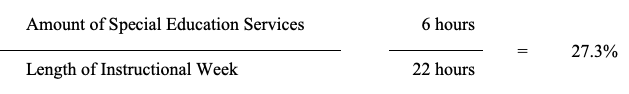 Amount of Special Education Services 6 hours
= 27.3%
Length of Instructional Week 22 hours